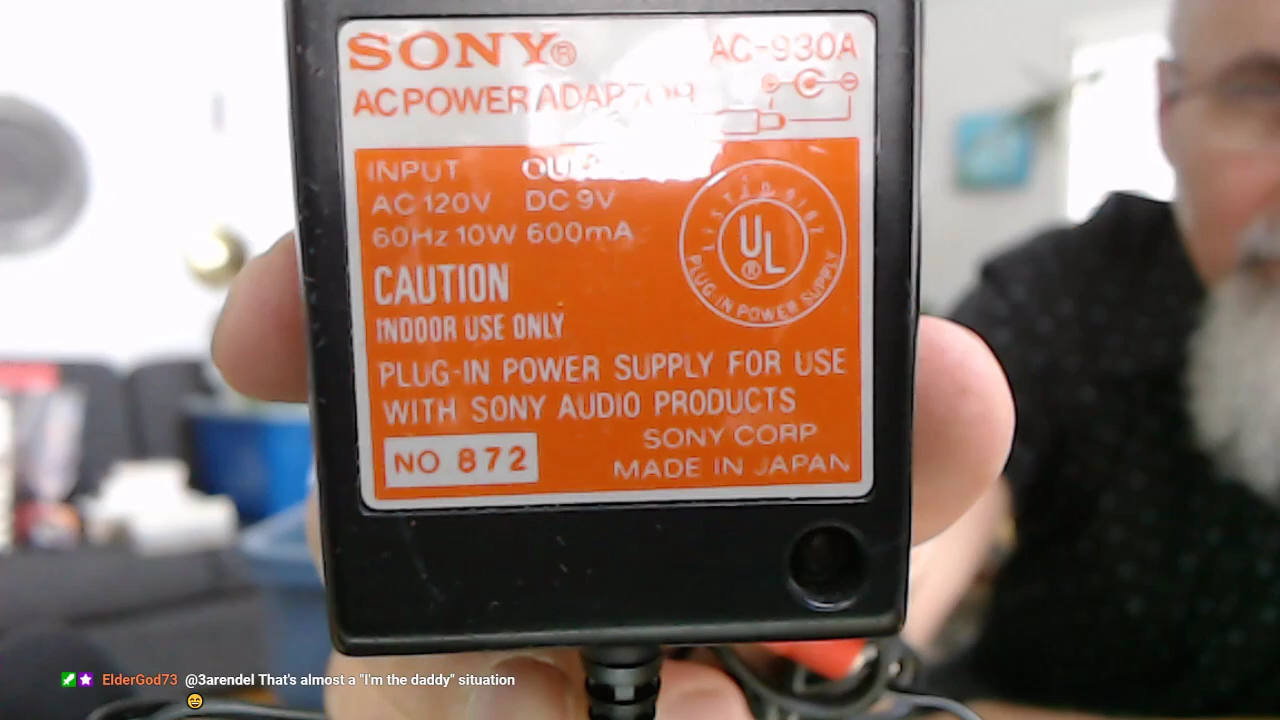 SONY® AC-930A
AC POWER ADAPTOR
INPUT
AC 120V DC 9V
60Hz 10W 600mA
UL®
PLUG-IN POWER SUPPLY
CAUTION
INDOOR USE ONLY
PLUG-IN POWER SUPPLY FOR USE
WITH SONY AUDIO PRODUCTS
SONY CORP
NO 872 MADE IN JAPAN
ElderGod73 @3arendel That's almost a "I'm the daddy" situation
😄